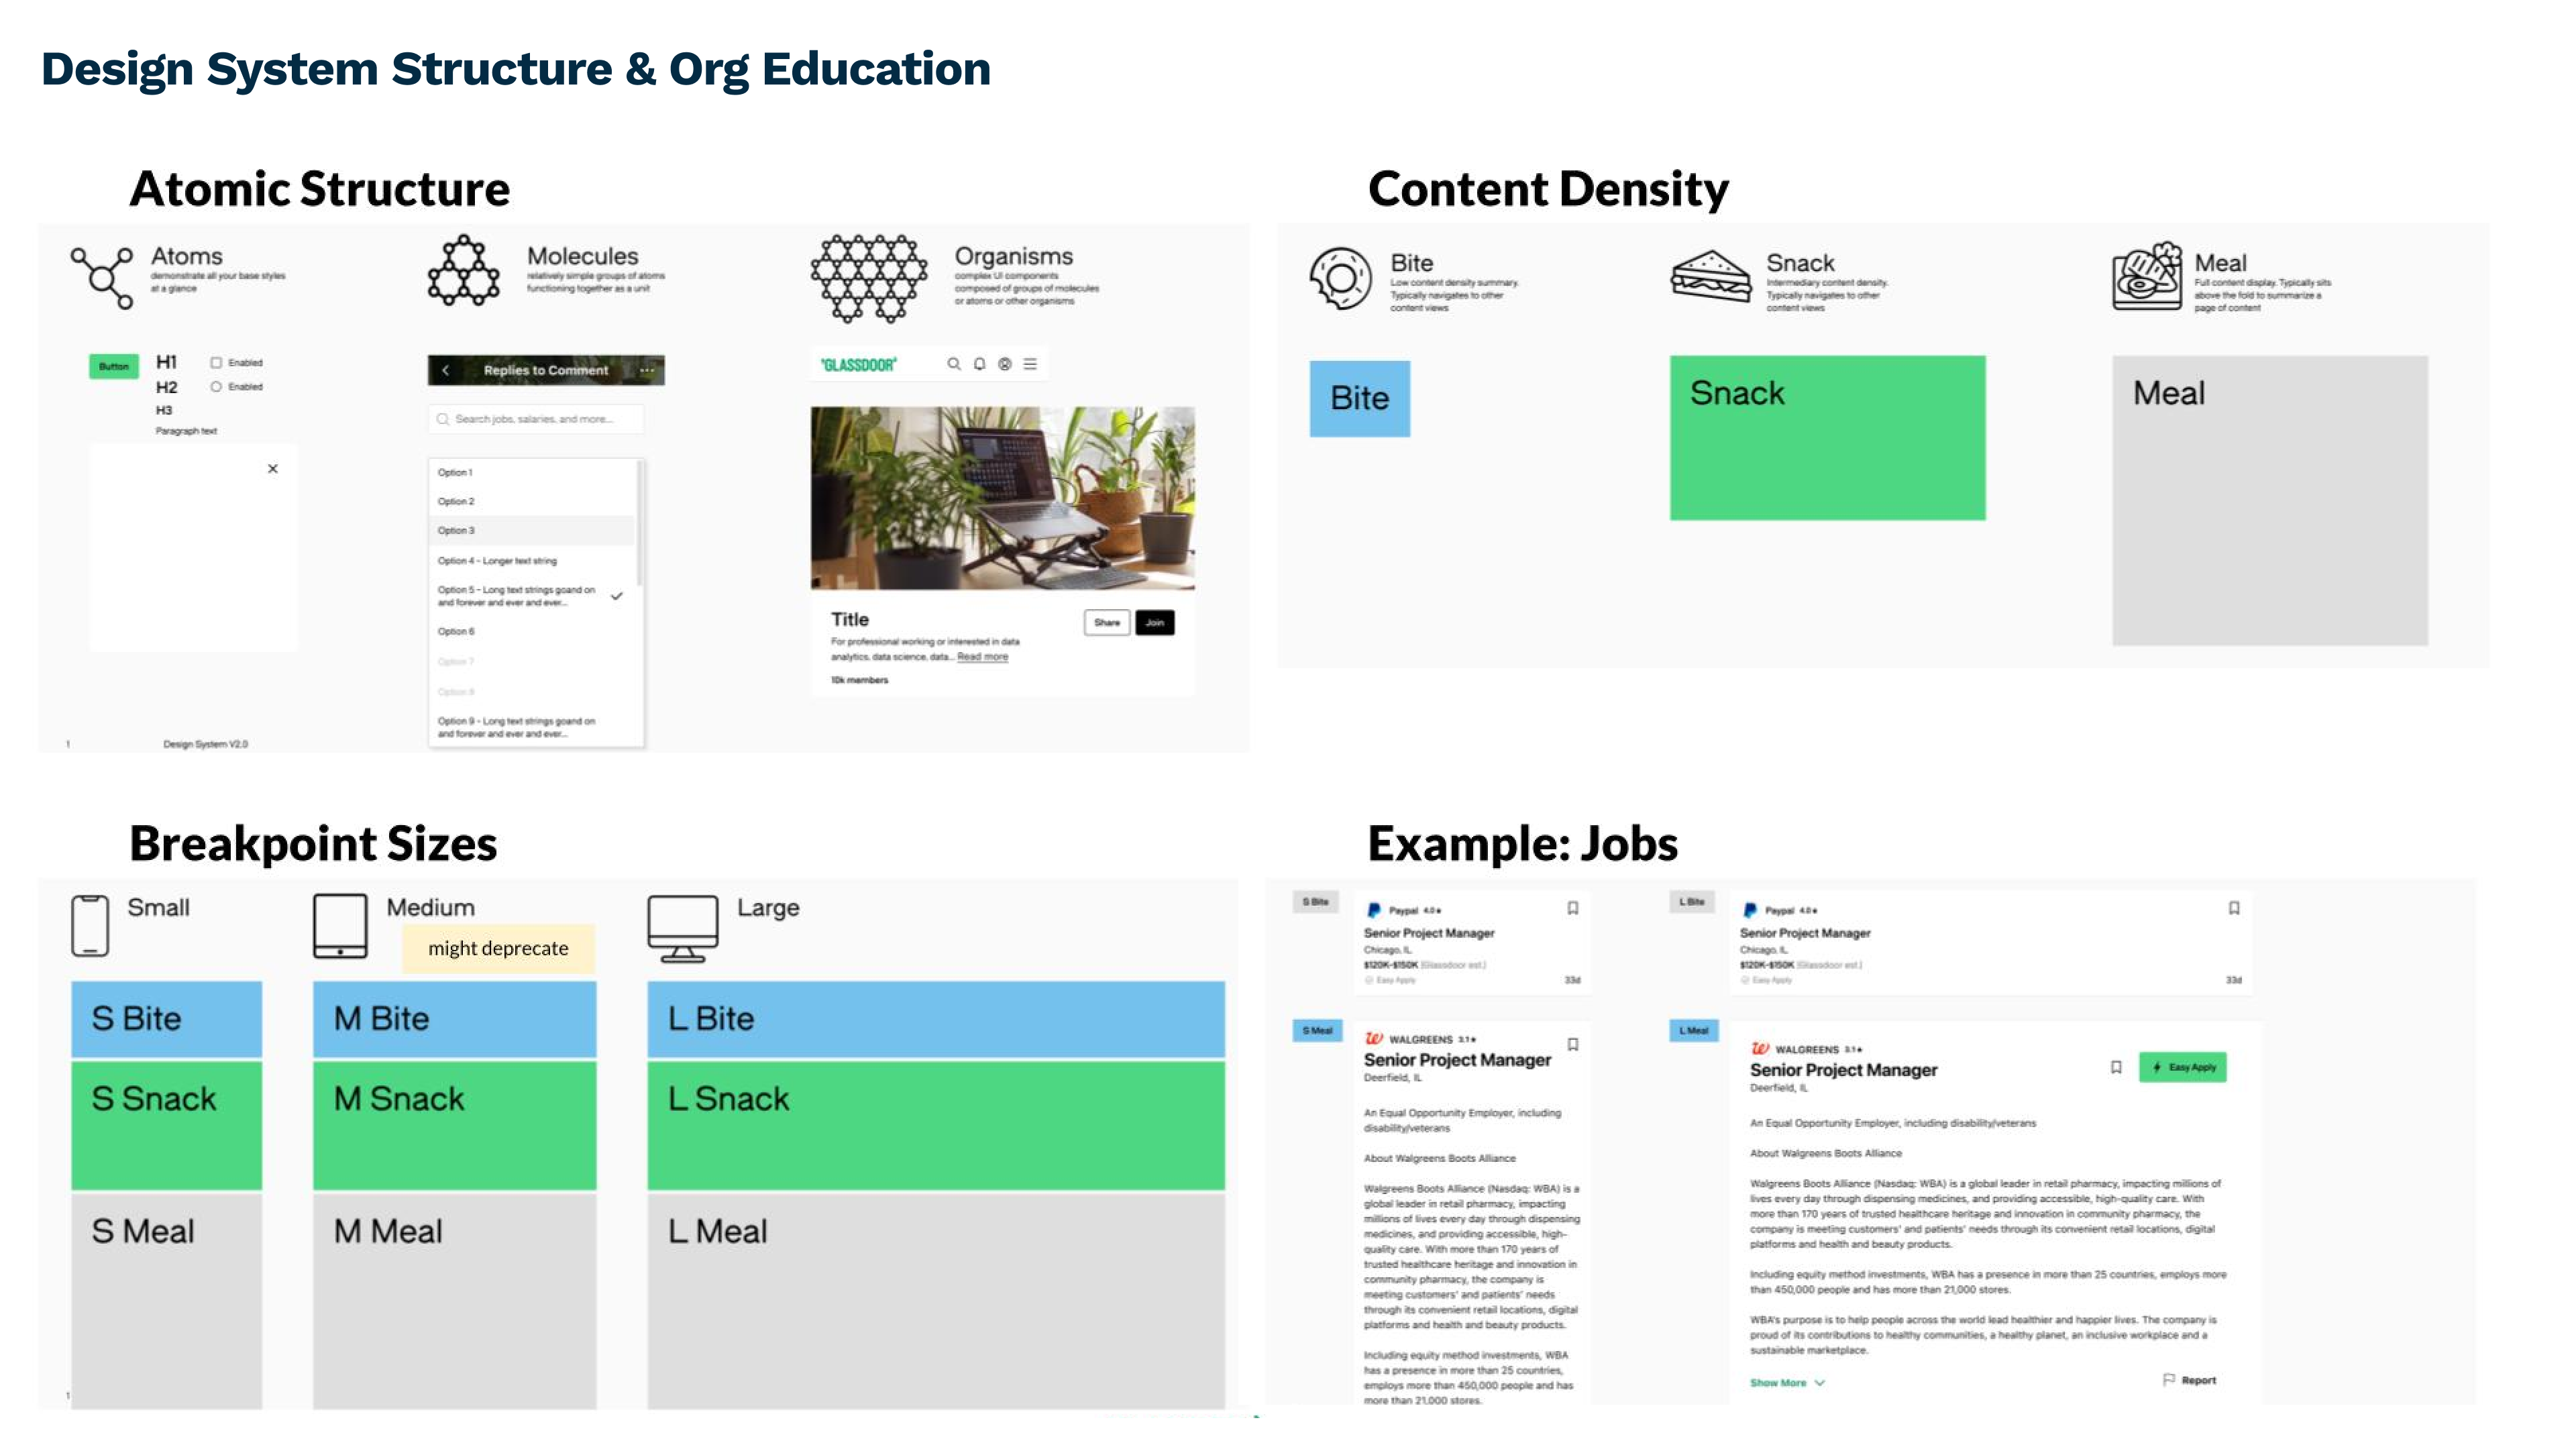 Design System Structure & Org Education
Atomic Structure
Atoms
demonstrate all your base styles
at a glance
Molecules
relatively simple groups of atoms
functioning together as a unit
Organisms
complex UI components
composed of groups of molecules
or atoms or other organisms
Button
H1
H2
H3
Paragraph text
Enabled
Enabled
Replies to Comment
Search jobs, salaries, and more...
Option 1
Option 2
Option 3
Option 4 - Longer text string
Option 5 - Long text strings goand on
and forever and ever and ever...
Option 6
Option 7
Option 8
Option 9 - Long text strings goand on
and forever and ever and ever...
"GLASSDOOR"
Title
For professional working or interested in data
analytics, data science, data... Read more
10k members
Share
Join
1
Design System V2.0
Content Density
Bite
Low content density summary.
Typically navigates to other
content views
Snack
Intermediary content density.
Typically navigates to other
content views
Meal
Full content display. Typically sits
above the fold to summarize a
page of content
Bite
Snack
Meal
Breakpoint Sizes
Small
Medium
might deprecate
Large
S Bite
M Bite
L Bite
S Snack
M Snack
L Snack
S Meal
M Meal
L Meal
1
Example: Jobs
S Bite
Paypal 4.0★
Senior Project Manager
Chicago, IL
$120K-$150K (Glassdoor est.)
Easy Apply
33d
L Bite
Paypal 4.0★
Senior Project Manager
Chicago, IL
$120K-$150K (Glassdoor est.)
Easy Apply
33d
S Meal
WALGREENS 3.1★
Senior Project Manager
Deerfield, IL
An Equal Opportunity Employer, including
disability/veterans
About Walgreens Boots Alliance
Walgreens Boots Alliance (Nasdaq: WBA) is a
global leader in retail pharmacy, impacting
millions of lives every day through dispensing
medicines, and providing accessible, high-
quality care. With more than 170 years of
trusted healthcare heritage and innovation in
community pharmacy, the company is
meeting customers' and patients' needs
through its convenient retail locations, digital
platforms and health and beauty products.
Including equity method investments, WBA
has a presence in more than 25 countries,
employs more than 450,000 people and has
more than 21,000 stores.
L Meal
WALGREENS 3.1★
Senior Project Manager
Deerfield, IL
Easy Apply
An Equal Opportunity Employer, including disability/veterans
About Walgreens Boots Alliance
Walgreens Boots Alliance (Nasdaq: WBA) is a global leader in retail pharmacy, impacting millions of
lives every day through dispensing medicines, and providing accessible, high-quality care. With
more than 170 years of trusted healthcare heritage and innovation in community pharmacy, the
company is meeting customers' and patients' needs through its convenient retail locations, digital
platforms and health and beauty products.
Including equity method investments, WBA has a presence in more than 25 countries, employs more
than 450,000 people and has more than 21,000 stores.
WBA's purpose is to help people across the world lead healthier and happier lives. The company is
proud of its contributions to healthy communities, a healthy planet, an inclusive workplace and a
sustainable marketplace.
Show More
Report